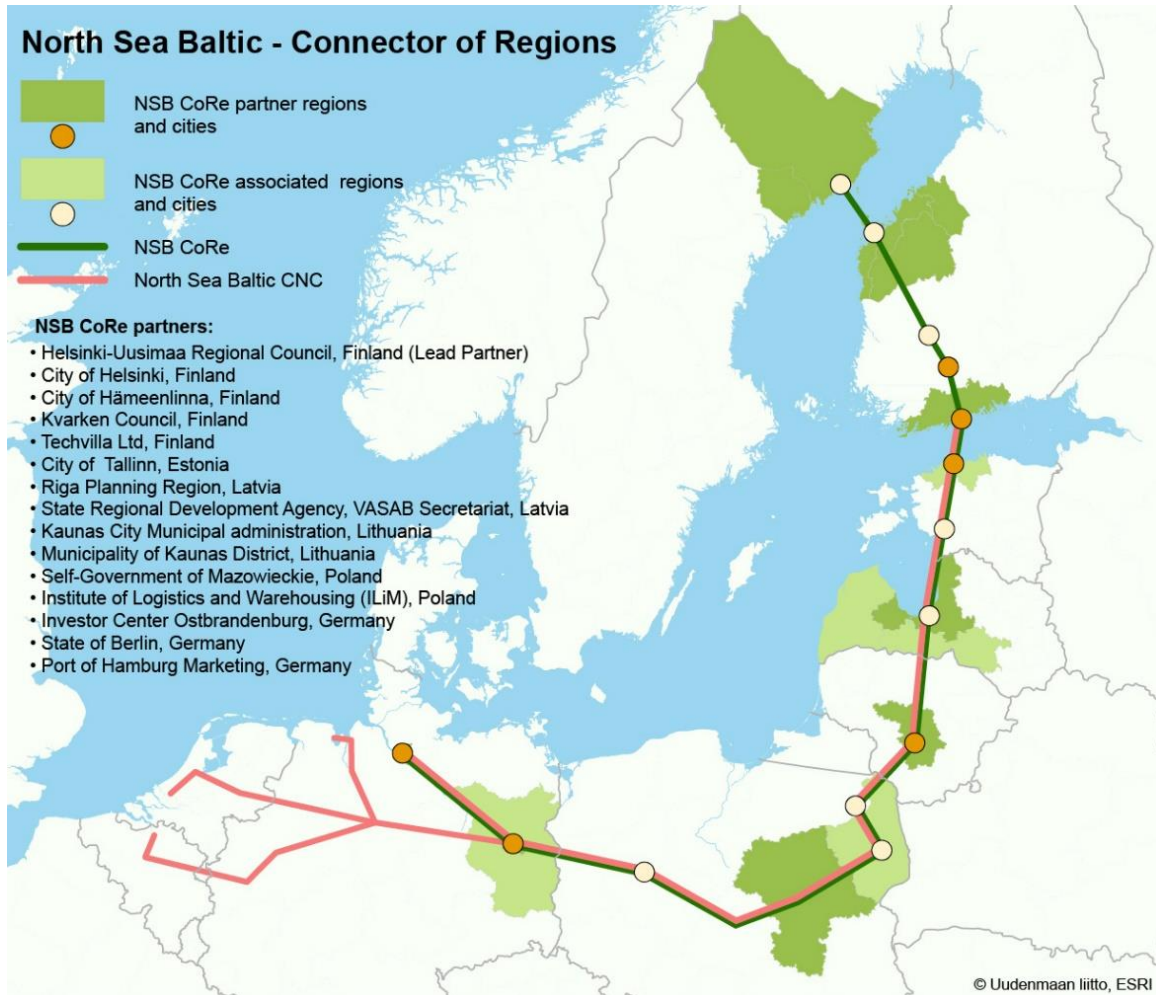 North Sea Baltic - Connector of Regions
NSB CoRe partner regions
and cities
NSB CoRe associated regions
and cities
NSB CoRe
North Sea Baltic CNC
NSB CoRe partners:
• Helsinki-Uusimaa Regional Council, Finland (Lead Partner)
• City of Helsinki, Finland
• City of Hämeenlinna, Finland
• Kvarken Council, Finland
• Techvilla Ltd, Finland
• City of Tallinn, Estonia
• Riga Planning Region, Latvia
• State Regional Development Agency, VASAB Secretariat, Latvia
• Kaunas City Municipal administration, Lithuania
• Municipality of Kaunas District, Lithuania
• Self-Government of Mazowieckie, Poland
• Institute of Logistics and Warehousing (ILiM), Poland
• Investor Center Ostbrandenburg, Germany
• State of Berlin, Germany
• Port of Hamburg Marketing, Germany
© Uudenmaan liitto, ESRI